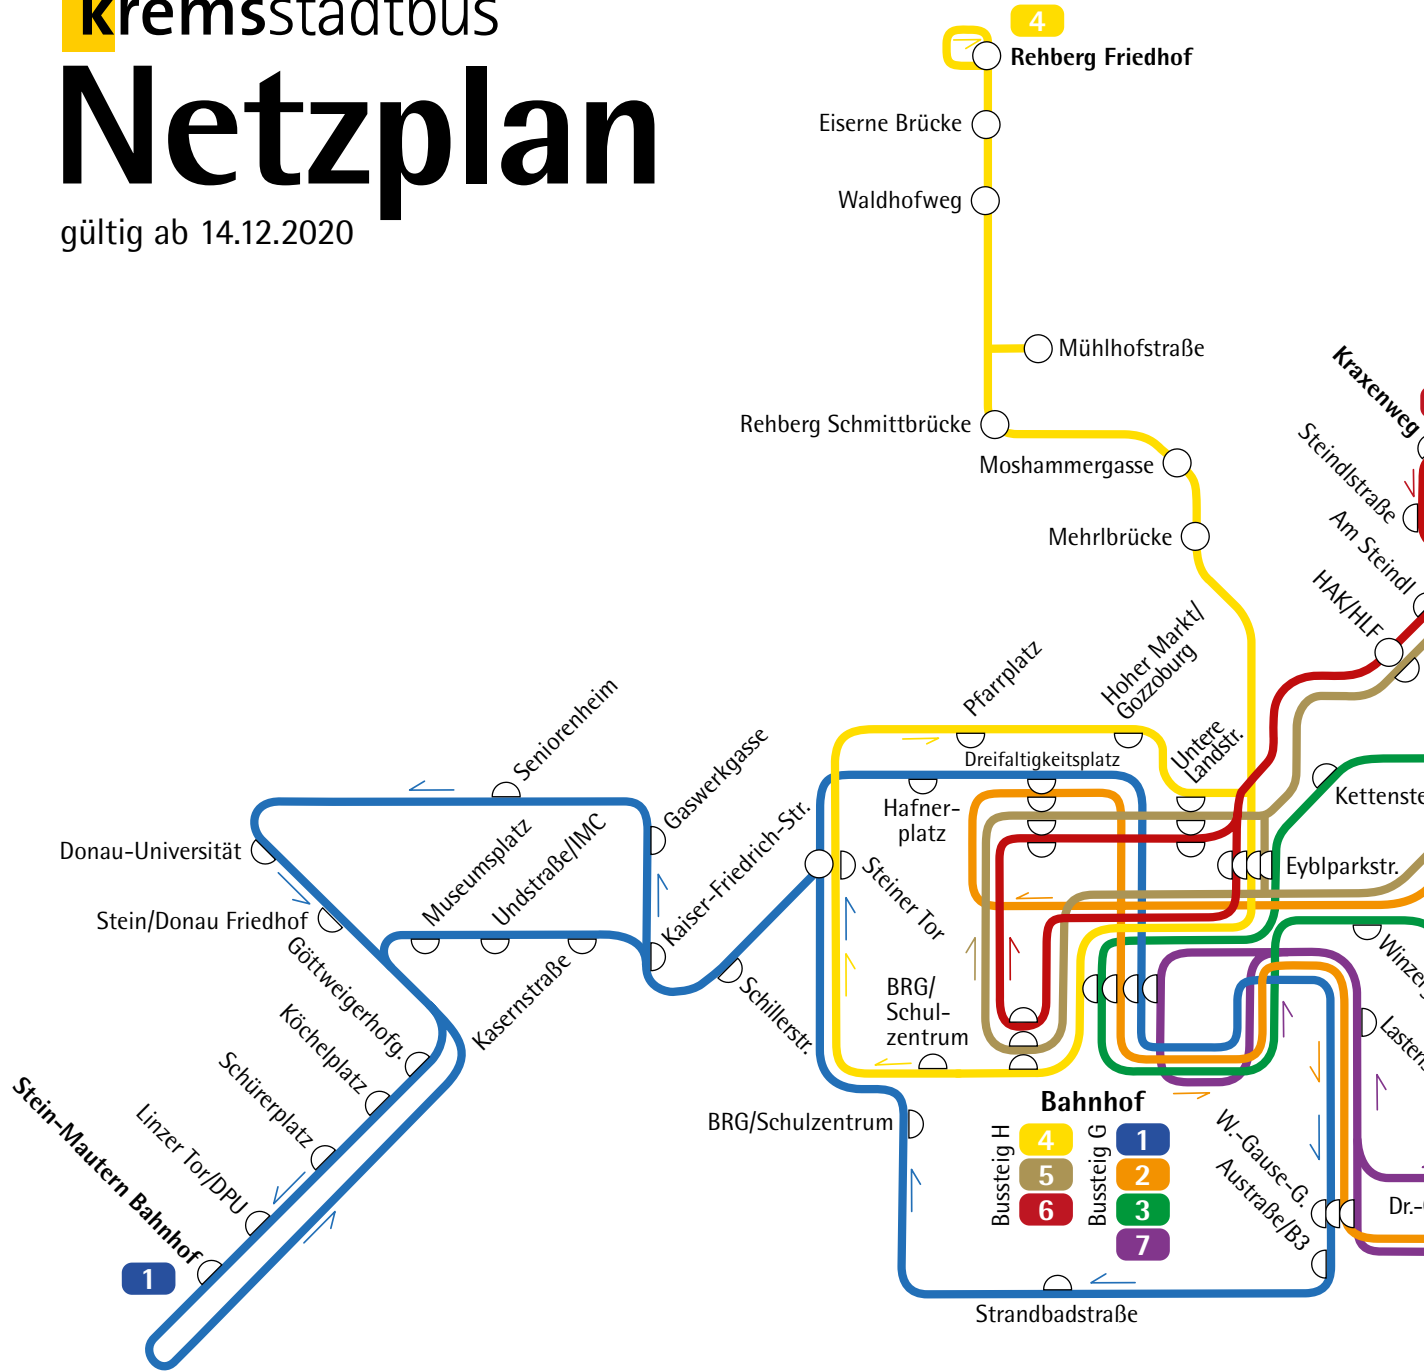 kremsstadtbus
Netzplan
gültig ab 14.12.2020
4
Rehberg Friedhof
Eiserne Brücke
Waldhofweg
Mühlhofstraße
Rehberg Schmittbrücke
Moshammergasse
Mehrlbrücke
Kraxenweg
Steindlstraße
Am Steindl
HAK/HLF
Pfarrplatz
Hoher Markt/
Gozzoburg
Untere
Landstr.
Dreifaltigkeitsplatz
Hafner-
platz
Kettenste
Eyblparkstr.
Seniorenheim
Gaswerkgasse
Donau-Universität
Museumsplatz
Undstraße/IMC
Kaiser-Friedrich-Str.
Steiner Tor
Stein/Donau Friedhof
Göttweigerhofg.
Kasernstraße
Schillerstr.
BRG/
Schul-
zentrum
Winzerg
Lastens
Köchelplatz
Schürerplatz
Linzer Tor/DPU
Stein-Mautern Bahnhof
1
BRG/Schulzentrum
Bahnhof
Bussteig H
4
5
6
Bussteig G
1
2
3
7
W.-Gause-G.
Austraße/B3
Dr.-
Strandbadstraße